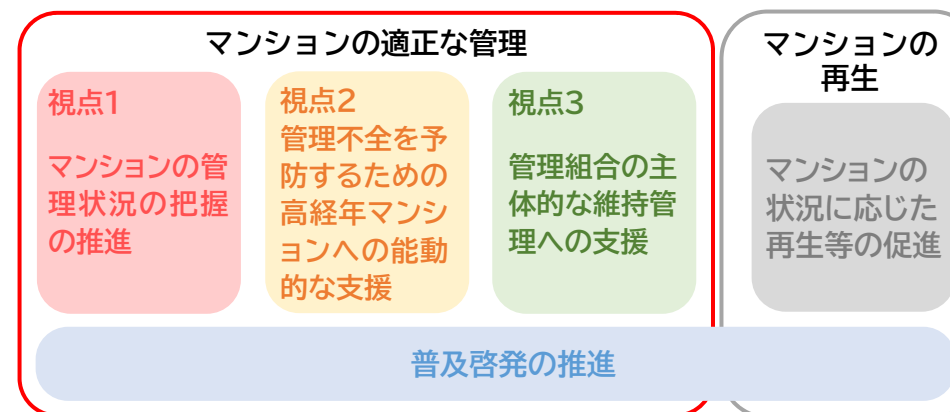 マンションの適正な管理
視点1
マンションの管
理状況の把握
の推進
視点2
管理不全を予
防するための
高経年マンシ
ョンへの能動
的な支援
視点3
管理組合の主
体的な維持管
理への支援
マンションの
再生
マンションの
状況に応じた
再生等の促進
普及啓発の推進